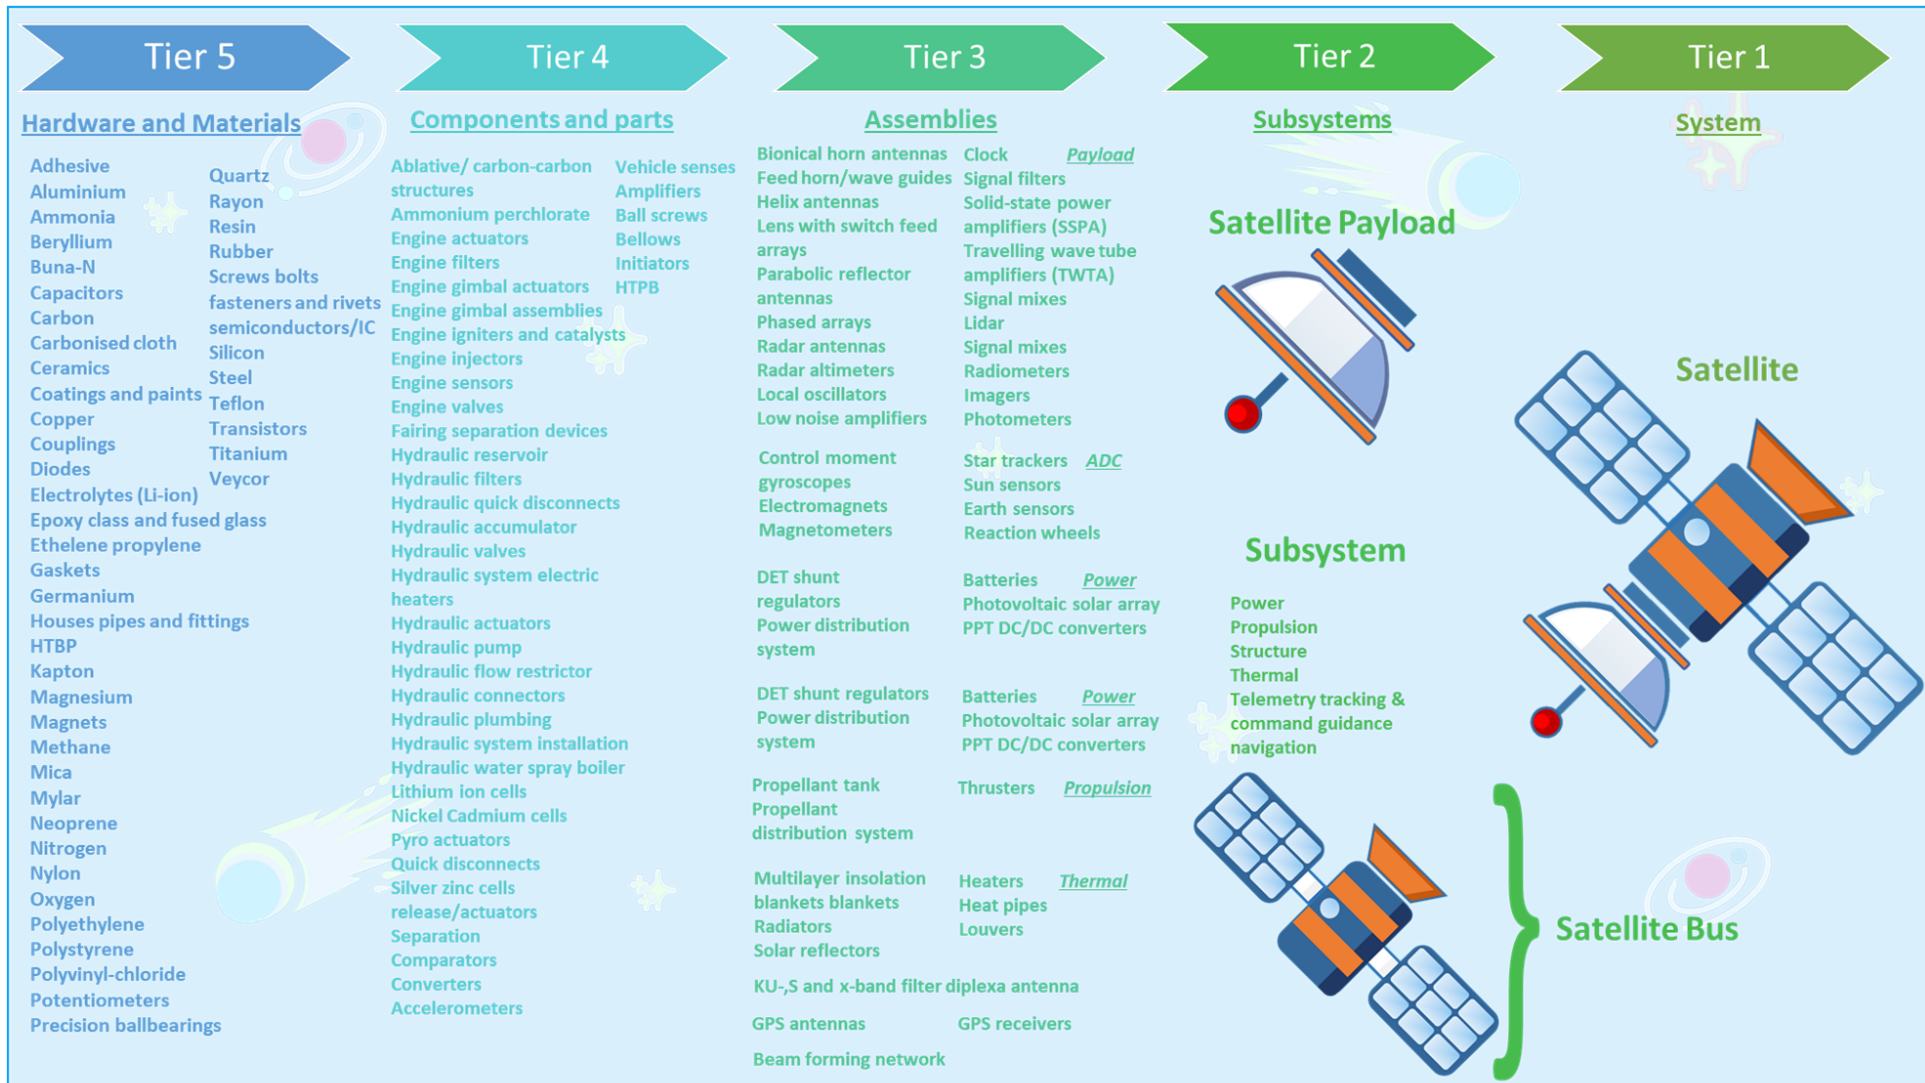 Tier 5
Tier 4
Tier 3
Tier 2
Tier 1
Hardware and Materials
Adhesive
Aluminium
Ammonia
Beryllium
Buna-N
Capacitors
Carbon
Carbonised cloth
Ceramics
Coatings and paints
Copper
Couplings
Diodes
Electrolytes (Li-ion)
Epoxy class and fused glass
Ethelene propylene
Gaskets
Germanium
Houses pipes and fittings
HTBP
Kapton
Magnesium
Magnets
Methane
Mica
Mylar
Neoprene
Nitrogen
Nylon
Oxygen
Polyethylene
Polystyrene
Polyvinyl-chloride
Potentiometers
Precision ballbearings
Quartz
Rayon
Resin
Rubber
Screws bolts
fasteners and rivets
semiconductors/IC
Silicon
Steel
Teflon
Transistors
Titanium
Veycor
Components and parts
Ablative/ carbon-carbon
structures
Ammonium perchlorate
Engine actuators
Engine filters
Engine gimbal actuators
Engine gimbal assemblies
Engine igniters and catalysts
Engine injectors
Engine sensors
Engine valves
Fairing separation devices
Hydraulic reservoir
Hydraulic filters
Hydraulic quick disconnects
Hydraulic accumulator
Hydraulic valves
Hydraulic system electric
heaters
Hydraulic actuators
Hydraulic pump
Hydraulic flow restrictor
Hydraulic connectors
Hydraulic plumbing
Hydraulic system installation
Hydraulic water spray boiler
Lithium ion cells
Nickel Cadmium cells
Pyro actuators
Quick disconnects
Silver zinc cells
release/actuators
Separation
Comparators
Converters
Accelerometers
Vehicle senses
Amplifiers
Ball screws
Bellows
Initiators
HTPB
Assemblies
Bionical horn antennas
Feed horn/wave guides
Helix antennas
Lens with switch feed
arrays
Parabolic reflector
antennas
Phased arrays
Radar antennas
Radar altimeters
Local oscillators
Low noise amplifiers
Clock
Payload
Signal filters
Solid-state power
amplifiers (SSPA)
Travelling wave tube
amplifiers (TWTA)
Signal mixes
Lidar
Signal mixes
Radiometers
Imagers
Photometers
Control moment
gyroscopes
Electromagnets
Magnetometers
Star trackers
ADC
Sun sensors
Earth sensors
Reaction wheels
DET shunt
regulators
Power distribution
system
Batteries
Power
Photovoltaic solar array
PPT DC/DC converters
DET shunt regulators
Power distribution
system
Batteries
Power
Photovoltaic solar array
PPT DC/DC converters
Propellant tank
Propellant
distribution system
Thrusters
Propulsion
Multilayer insolation
blankets blankets
Radiators
Solar reflectors
Heaters
Thermal
Heat pipes
Louvers
KU-,S and x-band filter diplexa antenna
GPS antennas
GPS receivers
Beam forming network
Subsystems
Satellite Payload
Subsystem
Power
Propulsion
Structure
Thermal
Telemetry tracking &
command guidance
navigation
Satellite Bus
System
Satellite